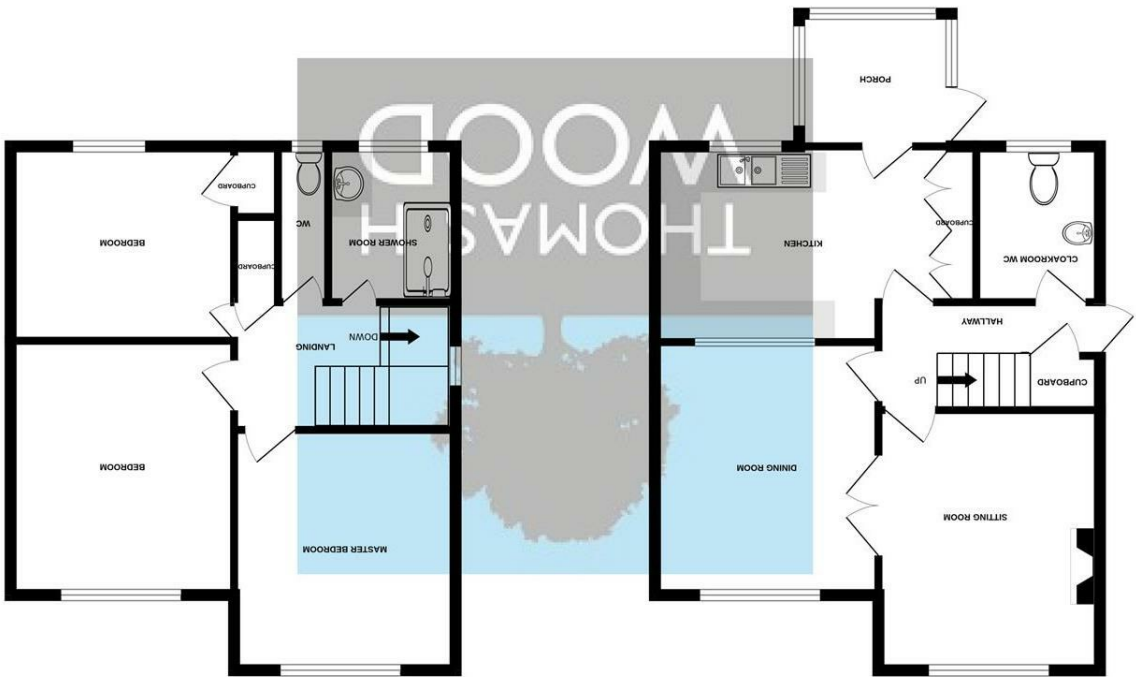 SITTING ROOM
DINING ROOM
CUPBOARD
UP
HALLWAY
CLOAKROOM WC
CUPBOARD
KITCHEN
PORCH
MASTER BEDROOM
BEDROOM
DOWN
LANDING
SHOWER ROOM
WC
CUPBOARD
CUPBOARD
BEDROOM
THOMAS H
WOOD